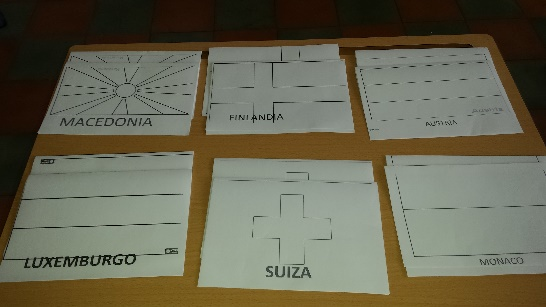 MACEDONIA
FINLANDIA
AUSTRIA
LUXEMBURGO
SUIZA
MONACO